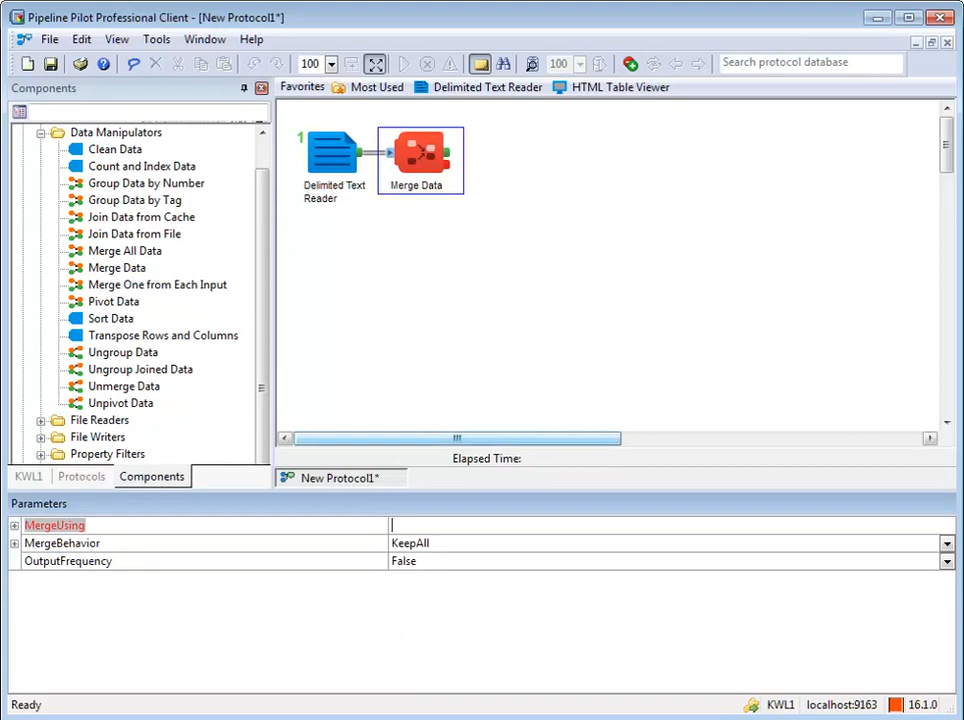 Pipeline Pilot Professional Client - [New Protocol1*]
File Edit View Tools Window Help
100 100 Search protocol database
Components
Favorites Most Used Delimited Text Reader HTML Table Viewer
Data Manipulators
Clean Data
Count and Index Data
Group Data by Number
Group Data by Tag
Join Data from Cache
Join Data from File
Merge All Data
Merge Data
Merge One from Each Input
Pivot Data
Sort Data
Transpose Rows and Columns
Ungroup Data
Ungroup Joined Data
Unmerge Data
Unpivot Data
File Readers
File Writers
Property Filters
1
Delimited Text
Reader
Merge Data
Elapsed Time:
KWL1 Protocols Components
New Protocol1*
Parameters
MergeUsing
MergeBehavior KeepAll
OutputFrequency False
Ready KWL1 localhost:9163 16.1.0